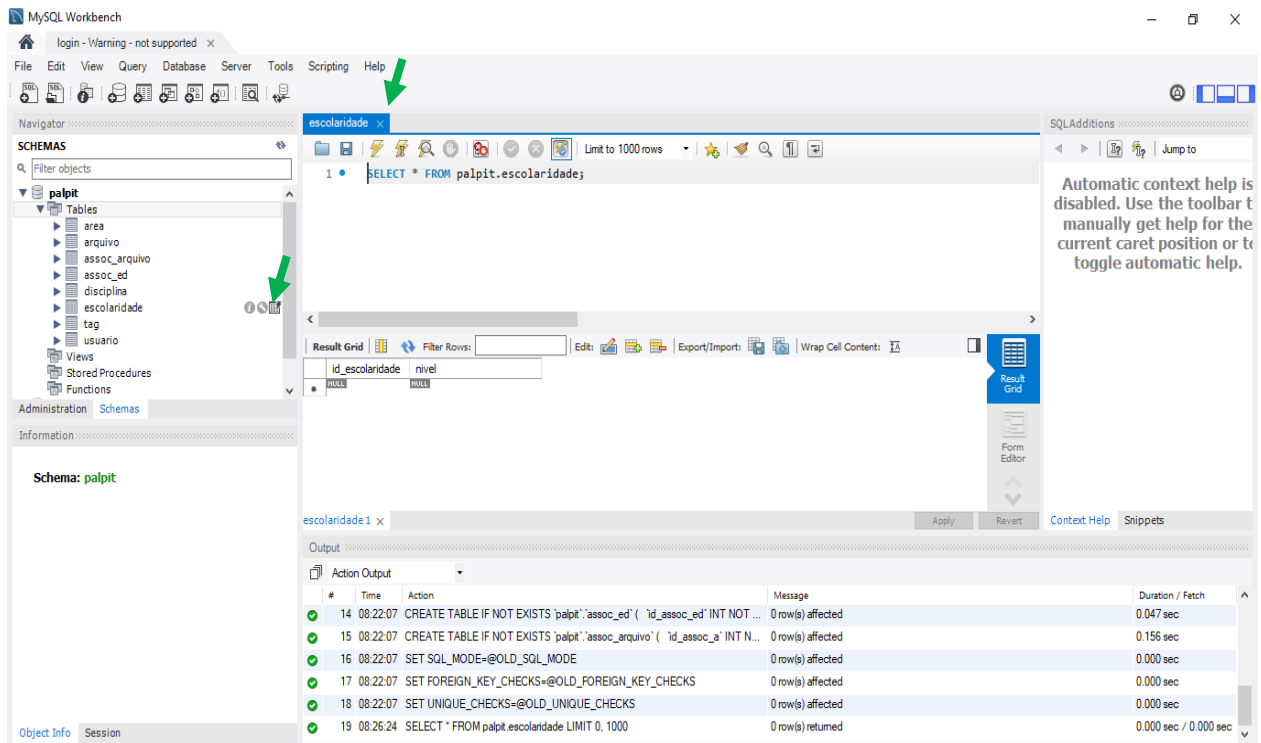 MySQL Workbench
login - Warning - not supported
File Edit View Query Database Server Tools Scripting Help
Navigator
SCHEMAS
Filter objects
palpit
Tables
area
arquivo
assoc_arquivo
assoc_ed
disciplina
escolaridade
tag
usuario
Views
Stored Procedures
Functions
Administration Schemas
Information
Schema: palpit
Object Info Session
escolaridade
Limit to 1000 rows
1 SELECT * FROM palpit.escolaridade;
Result Grid Filter Rows: Edit: Export/Import: Wrap Cell Content:
id_escolaridade nivel
NULL NULL
Result
Grid
Form
Editor
escolaridade 1 Apply Revert
SQLAdditions
Jump to
Automatic context help is
disabled. Use the toolbar t
manually get help for the
current caret position or to
toggle automatic help.
Context Help Snippets
Output
Action Output
# Time Action Message Duration / Fetch
14 08:22:07 CREATE TABLE IF NOT EXISTS `palpit`.`assoc_ed` ( `id_assoc_ed` INT NOT ... 0 row(s) affected 0.047 sec
15 08:22:07 CREATE TABLE IF NOT EXISTS `palpit`.`assoc_arquivo` ( `id_assoc_a` INT N... 0 row(s) affected 0.156 sec
16 08:22:07 SET SQL_MODE=@OLD_SQL_MODE 0 row(s) affected 0.000 sec
17 08:22:07 SET FOREIGN_KEY_CHECKS=@OLD_FOREIGN_KEY_CHECKS 0 row(s) affected 0.000 sec
18 08:22:07 SET UNIQUE_CHECKS=@OLD_UNIQUE_CHECKS 0 row(s) affected 0.000 sec
19 08:26:24 SELECT * FROM palpit.escolaridade LIMIT 0, 1000 0 row(s) returned 0.000 sec / 0.000 sec